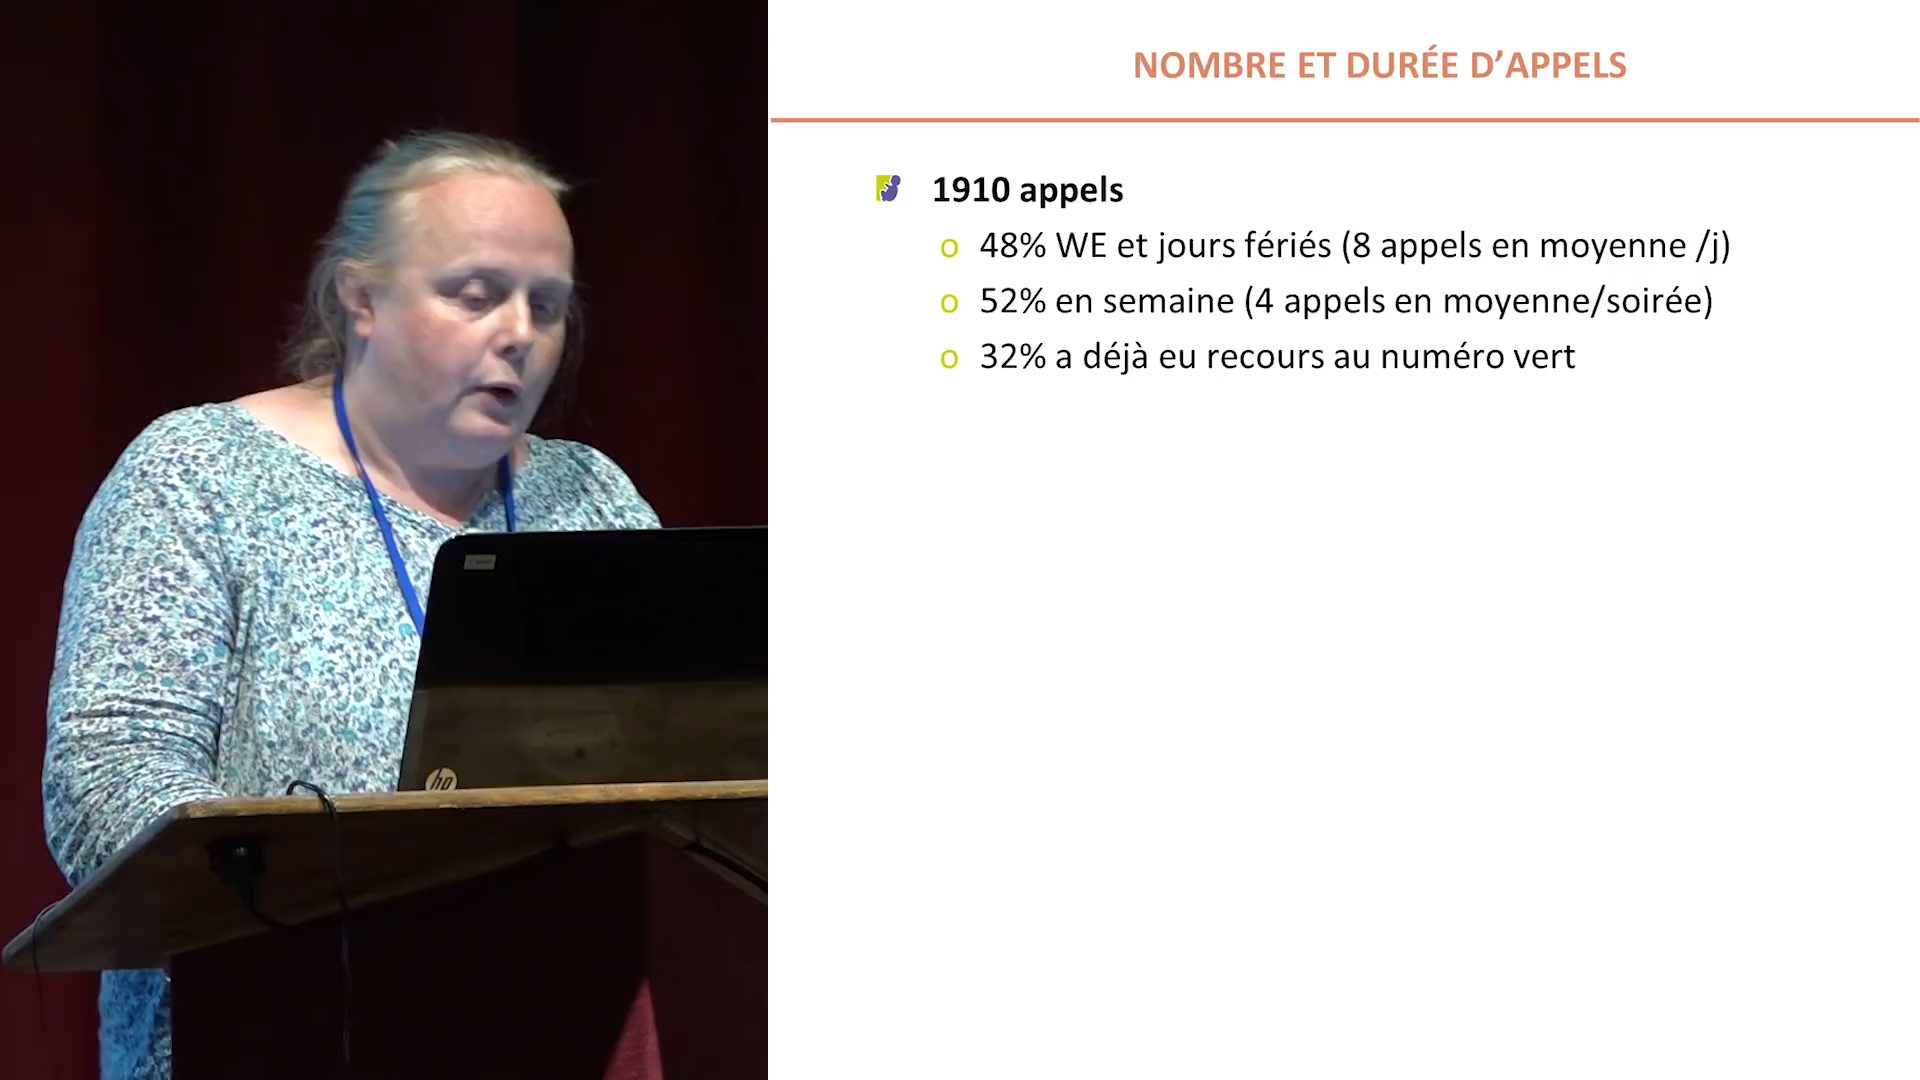 NOMBRE ET DURÉE D’APPELS
1910 appels
o 48% WE et jours fériés (8 appels en moyenne /j)
o 52% en semaine (4 appels en moyenne/soirée)
o 32% a déjà eu recours au numéro vert
hp